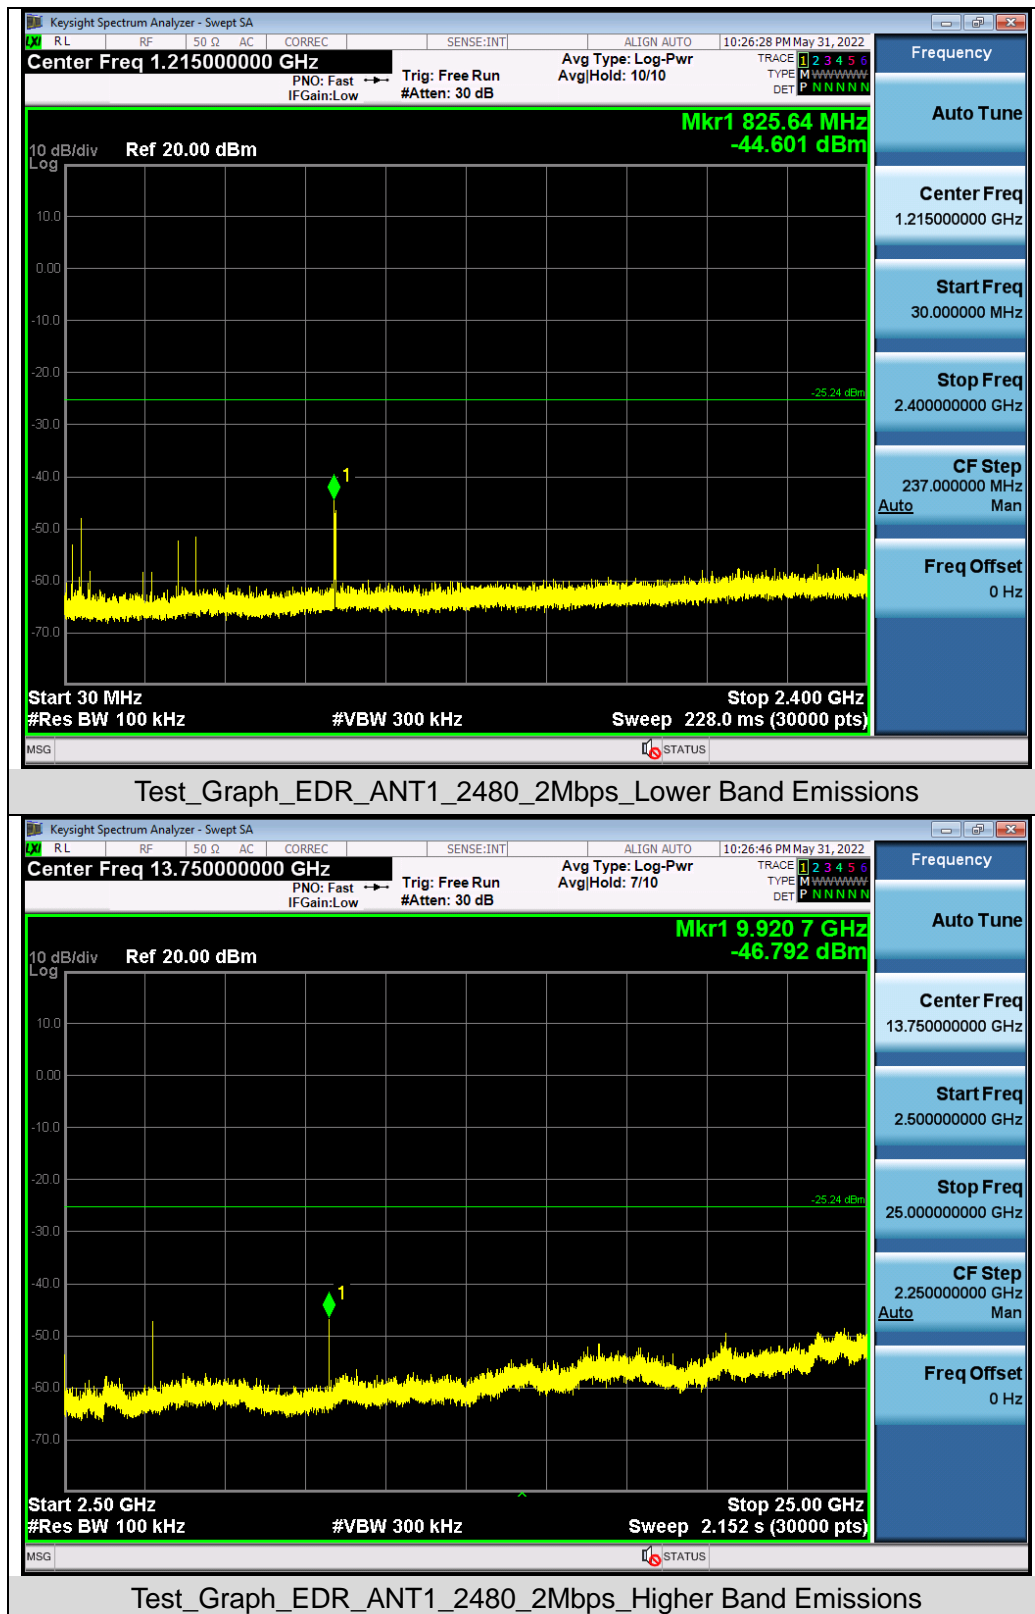 Keysight Spectrum Analyzer - Swept SA
LXI RL RF 50 Ω AC CORREC SENSE:INT ALIGN AUTO 10:26:28 PM May 31, 2022
Center Freq 1.215000000 GHz
PNO: Fast
IFGain:Low
Trig: Free Run
#Atten: 30 dB
Avg Type: Log-Pwr
Avg|Hold: 10/10
TRACE 1 2 3 4 5 6
TYPE M W W W W W
DET P N N N N N
Mkr1 825.64 MHz
-44.601 dBm
10 dB/div Ref 20.00 dBm
Log
10.0
0.00
-10.0
-20.0
-25.24 dBm
-30.0
-40.0
1
-50.0
-60.0
-70.0
Start 30 MHz Stop 2.400 GHz
#Res BW 100 kHz #VBW 300 kHz Sweep 228.0 ms (30000 pts)
MSG STATUS
Frequency
Auto Tune
Center Freq
1.215000000 GHz
Start Freq
30.000000 MHz
Stop Freq
2.400000000 GHz
CF Step
237.000000 MHz
Auto Man
Freq Offset
0 Hz
Test_Graph_EDR_ANT1_2480_2Mbps_Lower Band Emissions
Keysight Spectrum Analyzer - Swept SA
LXI RL RF 50 Ω AC CORREC SENSE:INT ALIGN AUTO 10:26:46 PM May 31, 2022
Center Freq 13.750000000 GHz
PNO: Fast
IFGain:Low
Trig: Free Run
#Atten: 30 dB
Avg Type: Log-Pwr
Avg|Hold: 7/10
TRACE 1 2 3 4 5 6
TYPE M W W W W W
DET P N N N N N
Mkr1 9.920 7 GHz
-46.792 dBm
10 dB/div Ref 20.00 dBm
Log
10.0
0.00
-10.0
-20.0
-25.24 dBm
-30.0
-40.0
1
-50.0
-60.0
-70.0
Start 2.50 GHz Stop 25.00 GHz
#Res BW 100 kHz #VBW 300 kHz Sweep 2.152 s (30000 pts)
MSG STATUS
Frequency
Auto Tune
Center Freq
13.750000000 GHz
Start Freq
2.500000000 GHz
Stop Freq
25.000000000 GHz
CF Step
2.250000000 GHz
Auto Man
Freq Offset
0 Hz
Test_Graph_EDR_ANT1_2480_2Mbps_Higher Band Emissions